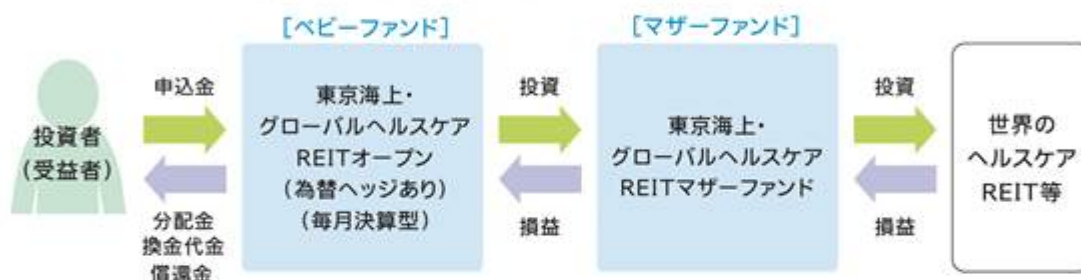 [ベビーファンド]
[マザーファンド]
投資者
(受益者)
申込金
分配金
換金代金
償還金
東京海上・
グローバルヘルスケア
REITオープン
(為替ヘッジあり)
(毎月決算型)
投資
損益
東京海上・
グローバルヘルスケア
REITマザーファンド
投資
損益
世界の
ヘルスケア
REIT等